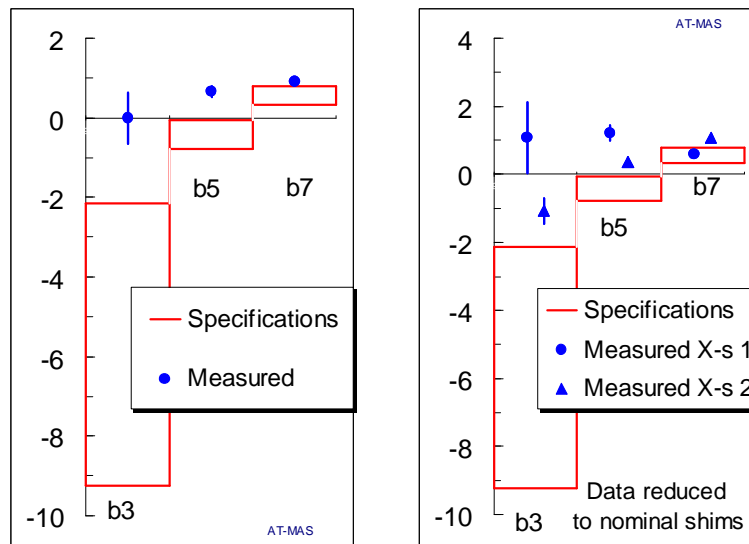 2
0
-2
-4
-6
-8
-10
b3
b5
b7
Specifications
Measured
AT-MAS
AT-MAS
4
2
0
-2
-4
-6
-8
-10
b3
b5
b7
Specifications
Measured X-s 1
Measured X-s 2
Data reduced
to nominal shims